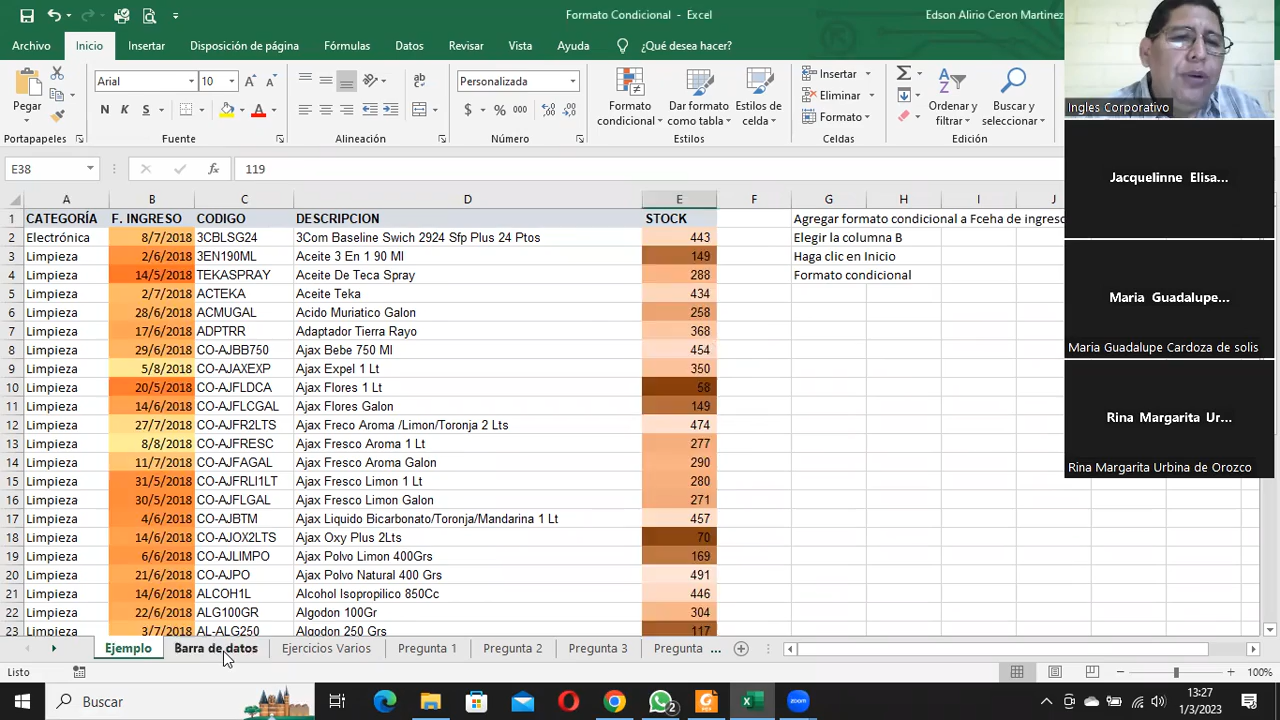 Formato Condicional - Excel
Edson Alirio Ceron Martinez
Archivo Inicio Insertar Disposición de página Fórmulas Datos Revisar Vista Ayuda ¿Qué desea hacer?
Pegar
Arial 10
N K S
ab
Personalizada
$ % 000
Formato condicional
Dar formato como tabla
Estilos de celda
Insertar
Eliminar
Formato
Ordenar y filtrar
Buscar y seleccionar
Portapapeles Fuente Alineación Número Estilos Celdas Edición
E38 fx 119
A B C D E F G H I J
1 CATEGORÍA F. INGRESO CODIGO DESCRIPCION STOCK Agregar formato condicional a Fceha de ingreso
2 Electrónica 8/7/2018 3CBLSG24 3Com Baseline Swich 2924 Sfp Plus 24 Ptos 443 Elegir la columna B
3 Limpieza 2/6/2018 3EN190ML Aceite 3 En 1 90 Ml 149 Haga clic en Inicio
4 Limpieza 14/5/2018 TEKASPRAY Aceite De Teca Spray 288 Formato condicional
5 Limpieza 2/7/2018 ACTEKA Aceite Teka 434
6 Limpieza 28/6/2018 ACMUGAL Acido Muriatico Galon 258
7 Limpieza 17/6/2018 ADPTRR Adaptador Tierra Rayo 368
8 Limpieza 29/6/2018 CO-AJBB750 Ajax Bebe 750 Ml 454
9 Limpieza 5/8/2018 CO-AJAXEXP Ajax Expel 1 Lt 350
10 Limpieza 20/5/2018 CO-AJFLDCA Ajax Flores 1 Lt 58
11 Limpieza 14/6/2018 CO-AJFLCGAL Ajax Flores Galon 149
12 Limpieza 27/7/2018 CO-AJFR2LTS Ajax Freco Aroma /Limon/Toronja 2 Lts 474
13 Limpieza 8/8/2018 CO-AJFRESC Ajax Fresco Aroma 1 Lt 277
14 Limpieza 11/7/2018 CO-AJFAGAL Ajax Fresco Aroma Galon 290
15 Limpieza 31/5/2018 CO-AJFRLI1LT Ajax Fresco Limon 1 Lt 280
16 Limpieza 30/5/2018 CO-AJFLGAL Ajax Fresco Limon Galon 271
17 Limpieza 4/6/2018 CO-AJBTM Ajax Liquido Bicarbonato/Toronja/Mandarina 1 Lt 457
18 Limpieza 14/6/2018 CO-AJOX2LTS Ajax Oxy Plus 2Lts 70
19 Limpieza 6/6/2018 CO-AJLIMPO Ajax Polvo Limon 400Grs 169
20 Limpieza 21/6/2018 CO-AJPO Ajax Polvo Natural 400 Grs 491
21 Limpieza 14/6/2018 ALCOH1L Alcohol Isopropilico 850Cc 446
22 Limpieza 22/6/2018 ALG100GR Algodon 100Gr 304
23 Limpieza 3/7/2018 AL-ALG250 Algodon 250 Grs 117
Ejemplo Barra de datos Ejercicios Varios Pregunta 1 Pregunta 2 Pregunta 3 Pregunta ...
Listo 100%
Buscar
2
13:27
1/3/2023
Ingles Corporativo
Jacquelinne Elisa...
Maria Guadalupe...
Maria Guadalupe Cardoza de solis
Rina Margarita Ur...
Rina Margarita Urbina de Orozco